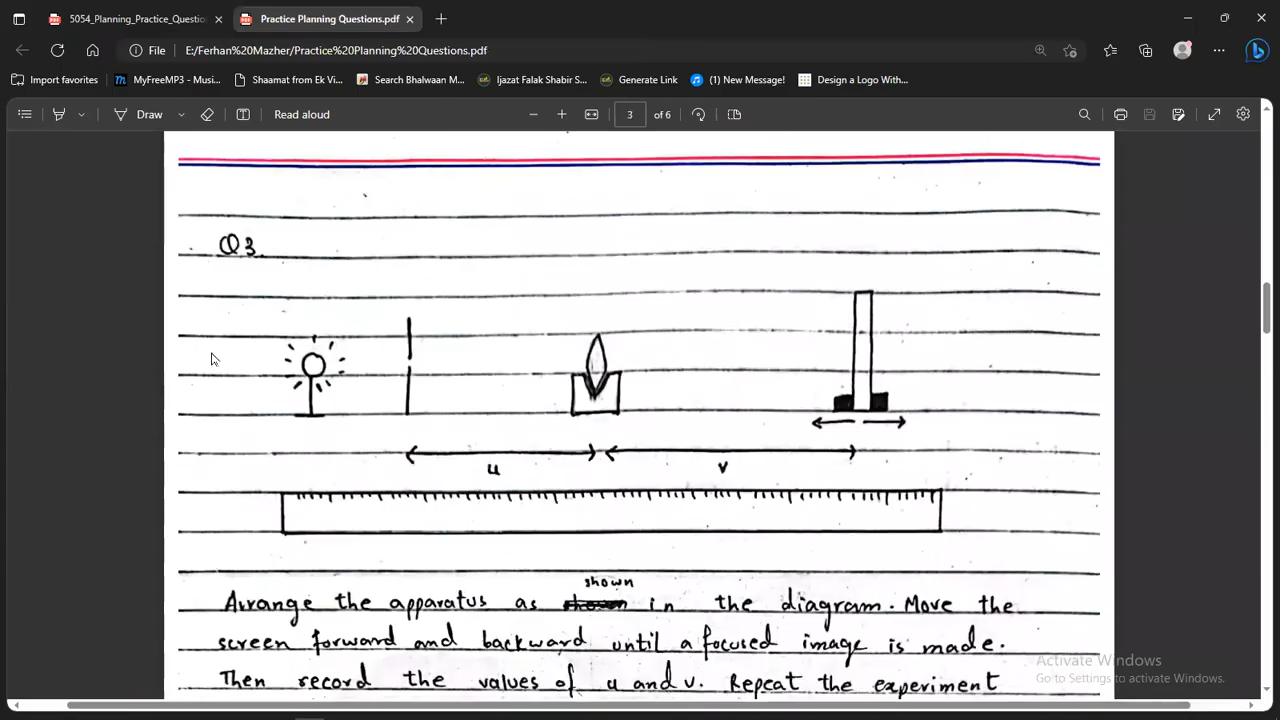 5054_Planning_Practice_Questio
Practice Planning Questions.pdf
File
E:/Ferhan%20Mazher/Practice%20Planning%20Questions.pdf
Import favorites
MyFreeMP3 - Musi...
Shaamat from Ek Vi...
Search Bhalwaan M...
Ijazat Falak Shabir S...
Generate Link
(1) New Message!
Design a Logo With...
Draw
Read aloud
3 of 6
Q3.
u
v
shown
Arrange the apparatus as in the diagram. Move the
screen forward and backward until a focused image is made.
Then record the values of u and v. Repeat the experiment
Activate Windows
Go to Settings to activate Windows.